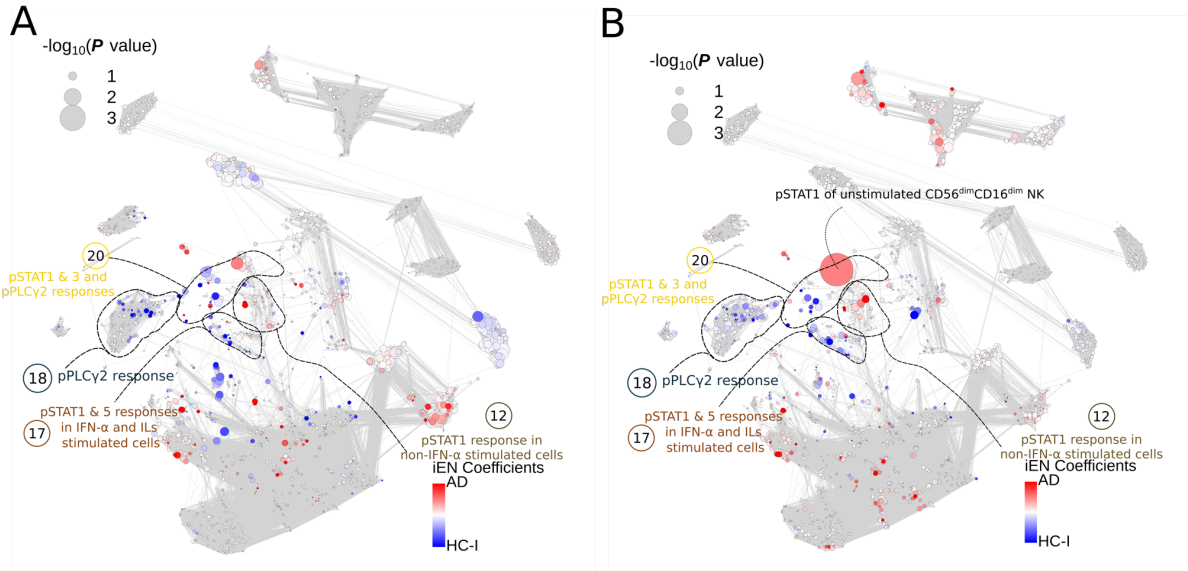 A
-log10(P value)
1
2
3
20
pSTAT1 & 3 and
pPLCγ2 responses
18
pPLCγ2 response
17
pSTAT1 & 5 responses
in IFN-α and ILs
stimulated cells
12
pSTAT1 response in
non-IFN-α stimulated cells
iEN Coefficients
AD
HC-I
B
-log10(P value)
1
2
3
pSTAT1 of unstimulated CD56dimCD16dim NK
20
pSTAT1 & 3 and
pPLCγ2 responses
18
pPLCγ2 response
17
pSTAT1 & 5 responses
in IFN-α and ILs
stimulated cells
12
pSTAT1 response in
non-IFN-α stimulated cells
iEN Coefficients
AD
HC-I